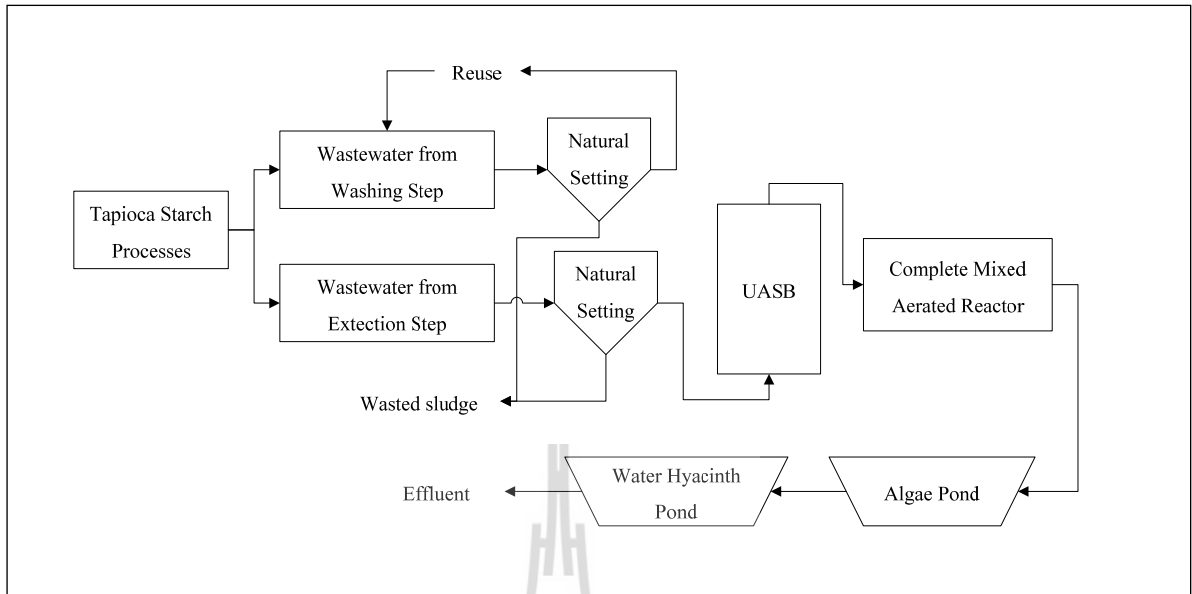 Reuse
Wastewater from
Washing Step
Natural
Setting
Tapioca Starch
Processes
Wastewater from
Extection Step
Natural
Setting
UASB
Complete Mixed
Aerated Reactor
Wasted sludge
Effluent
Water Hyacinth
Pond
Algae Pond